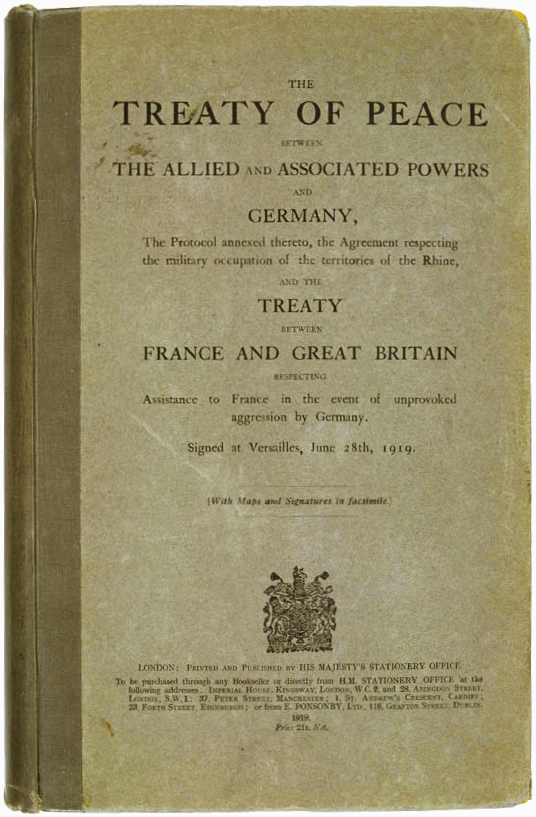 THE
TREATY OF PEACE
BETWEEN
THE ALLIED AND ASSOCIATED POWERS
AND
GERMANY,
The Protocol annexed thereto, the Agreement respecting
the military occupation of the territories of the Rhine,
AND THE
TREATY
BETWEEN
FRANCE AND GREAT BRITAIN
RESPECTING
Assistance to France in the event of unprovoked
aggression by Germany.
Signed at Versailles, June 28th, 1919.
(With Maps and Signatures in facsimile.)
LONDON: PRINTED AND PUBLISHED BY HIS MAJESTY'S STATIONERY OFFICE
To be purchased through any Bookseller or directly from H.M. STATIONERY OFFICE at the
following addresses: IMPERIAL HOUSE, KINGSWAY, LONDON, W.C. 2, and 28, ABINGDON STREET,
LONDON, S.W. 1; 37, PETER STREET, MANCHESTER; 1, ST. ANDREW'S CRESCENT, CARDIFF;
23, FORTH STREET, EDINBURGH; or from E. PONSONBY, LTD., 116, GRAFTON STREET, DUBLIN.
1919.
Price 21s. Net.